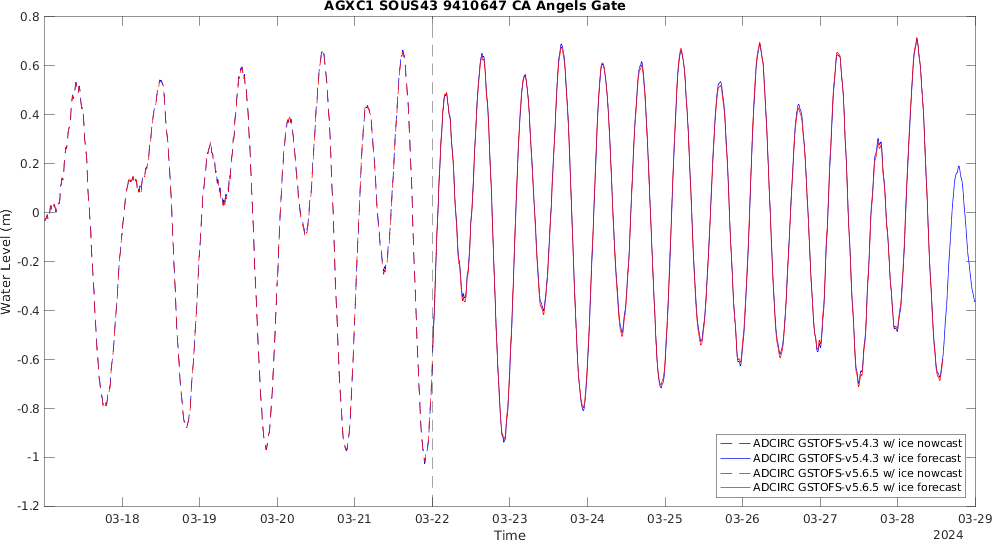 AGXC1 SOUS43 9410647 CA Angels Gate
0.8
0.6
0.4
0.2
0
-0.2
-0.4
-0.6
-0.8
-1
-1.2
Water Level (m)
03-18 03-19 03-20 03-21 03-22 03-23 03-24 03-25 03-26 03-27 03-28 03-29
Time
2024
ADCIRC GSTOFS-v5.4.3 w/ ice nowcast
ADCIRC GSTOFS-v5.4.3 w/ ice forecast
ADCIRC GSTOFS-v5.6.5 w/ ice nowcast
ADCIRC GSTOFS-v5.6.5 w/ ice forecast